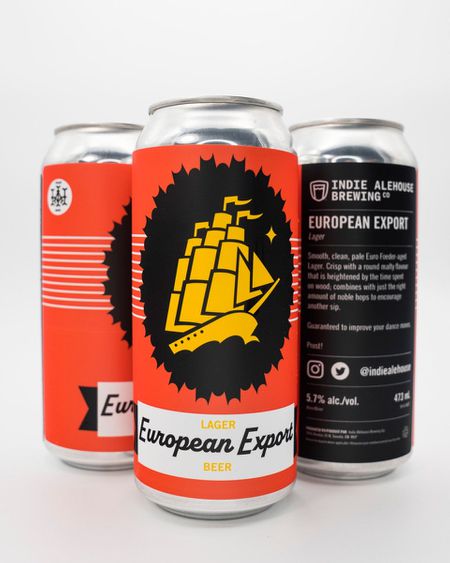 Eur
LAGER
European Export
BEER
INDIE ALEHOUSE
BREWING CO
EUROPEAN EXPORT
Lager
Smooth, clean, pale Euro Foeder-aged
Lager. Crisp with a round malty flavour
that is heightened by the time spent
on wood; combines with just the right
amount of noble hops to encourage
another sip.
Guaranteed to improve your dance moves.
Prost!
@indiealehouse
5.7% alc./vol.
473 mL